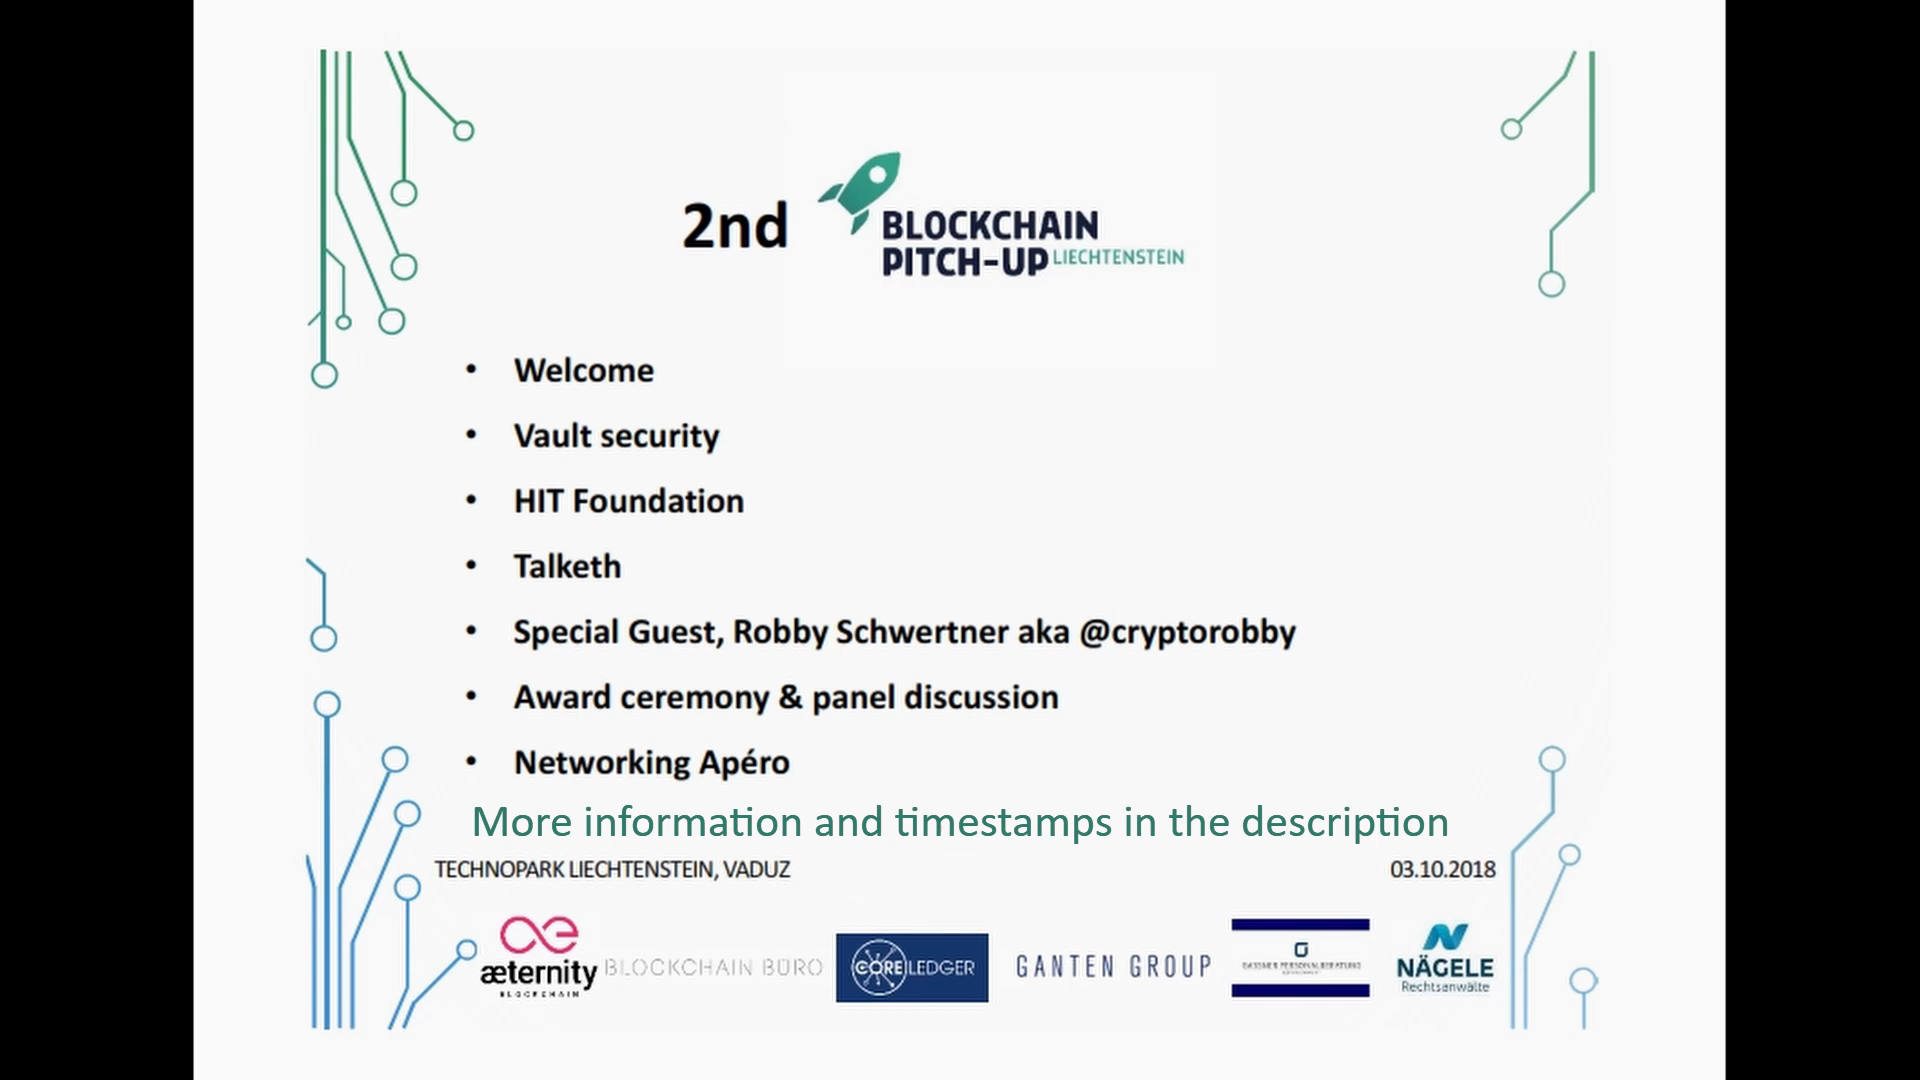 2nd
BLOCKCHAIN
PITCH-UP LIECHTENSTEIN
• Welcome
• Vault security
• HIT Foundation
• Talketh
• Special Guest, Robby Schwertner aka @cryptorobby
• Award ceremony & panel discussion
• Networking Apéro
More information and timestamps in the description
TECHNOPARK LIECHTENSTEIN, VADUZ
03.10.2018
æternity
BLOCKCHAIN
BLOCKCHAIN BÜRO
CORE LEDGER
GANTEN GROUP
GASSNER PERSONALBERATUNG
NÄGELE
Rechtsanwälte